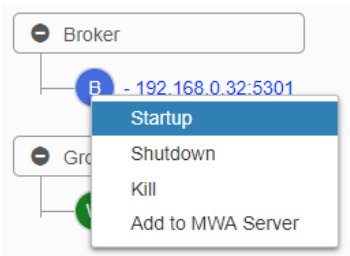 Broker
B - 192.168.0.32:5301
Startup
Gro
Shutdown
Kill
Add to MWA Server